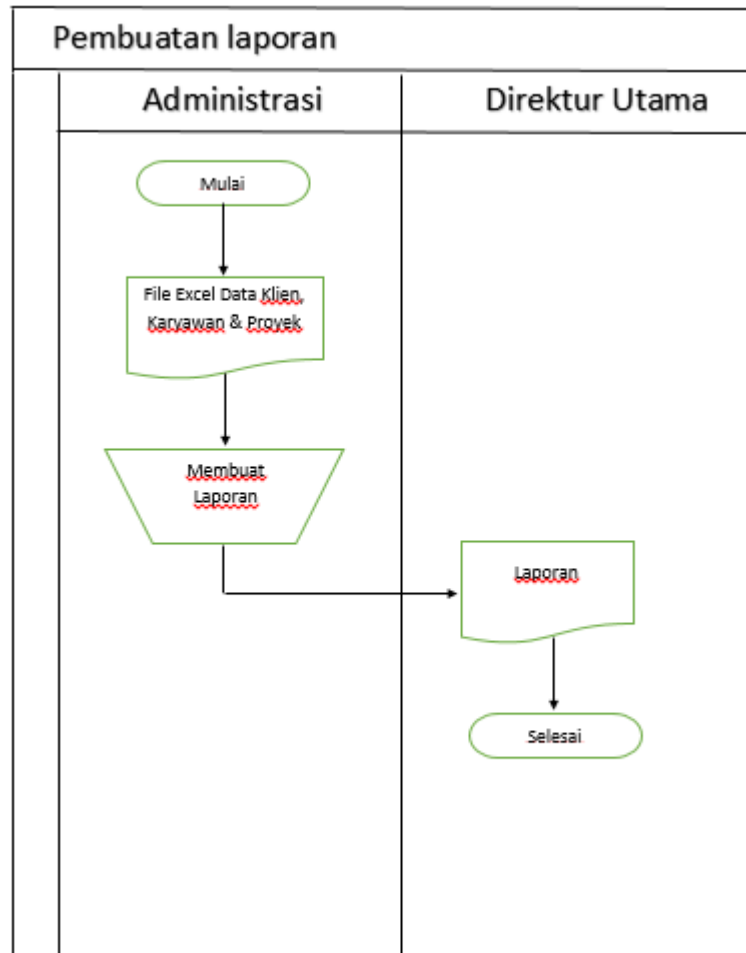 Pembuatan laporan
Administrasi
Direktur Utama
Mulai
File Excel Data Klien,
Karyawan & Proyek
Membuat
Laporan
Laporan
Selesai